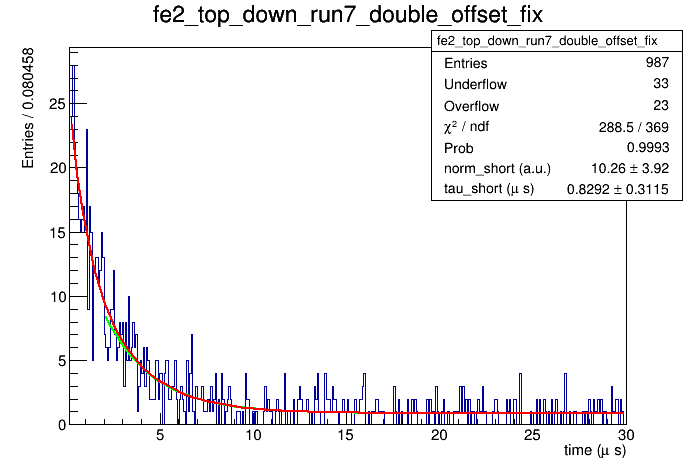 fe2_top_down_run7_double_offset_fix
fe2_top_down_run7_double_offset_fix
Entries 987
Underflow 33
Overflow 23
χ² / ndf 288.5 / 369
Prob 0.9993
norm_short (a.u.) 10.26 ± 3.92
tau_short (μ s) 0.8292 ± 0.3115
Entries / 0.080458
25
20
15
10
5
0
5 10 15 20 25 30
time (μ s)